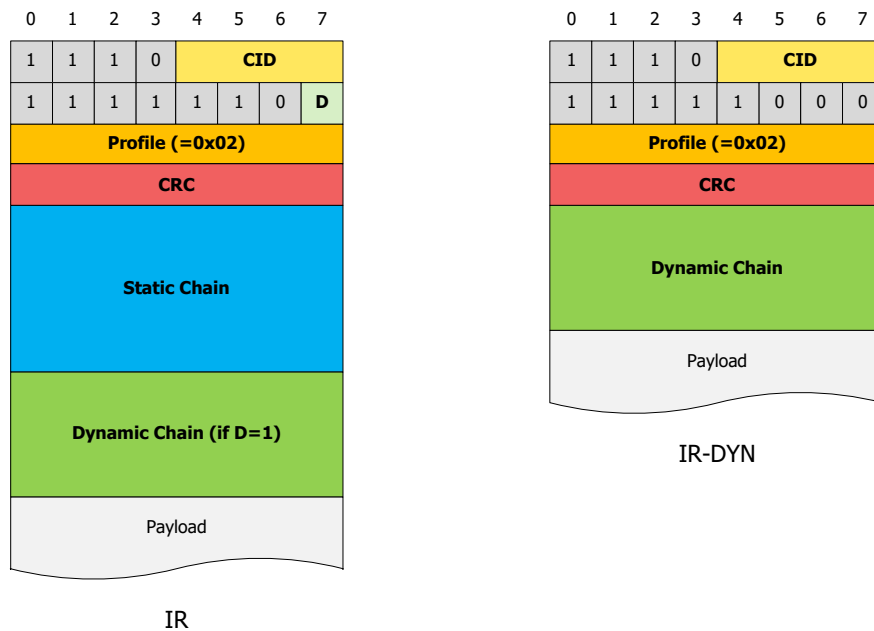 0 1 2 3 4 5 6 7
1 1 1 0 CID
1 1 1 1 1 1 0 D
Profile (=0x02)
CRC
Static Chain
Dynamic Chain (if D=1)
Payload
IR
0 1 2 3 4 5 6 7
1 1 1 0 CID
1 1 1 1 1 0 0 0
Profile (=0x02)
CRC
Dynamic Chain
Payload
IR-DYN